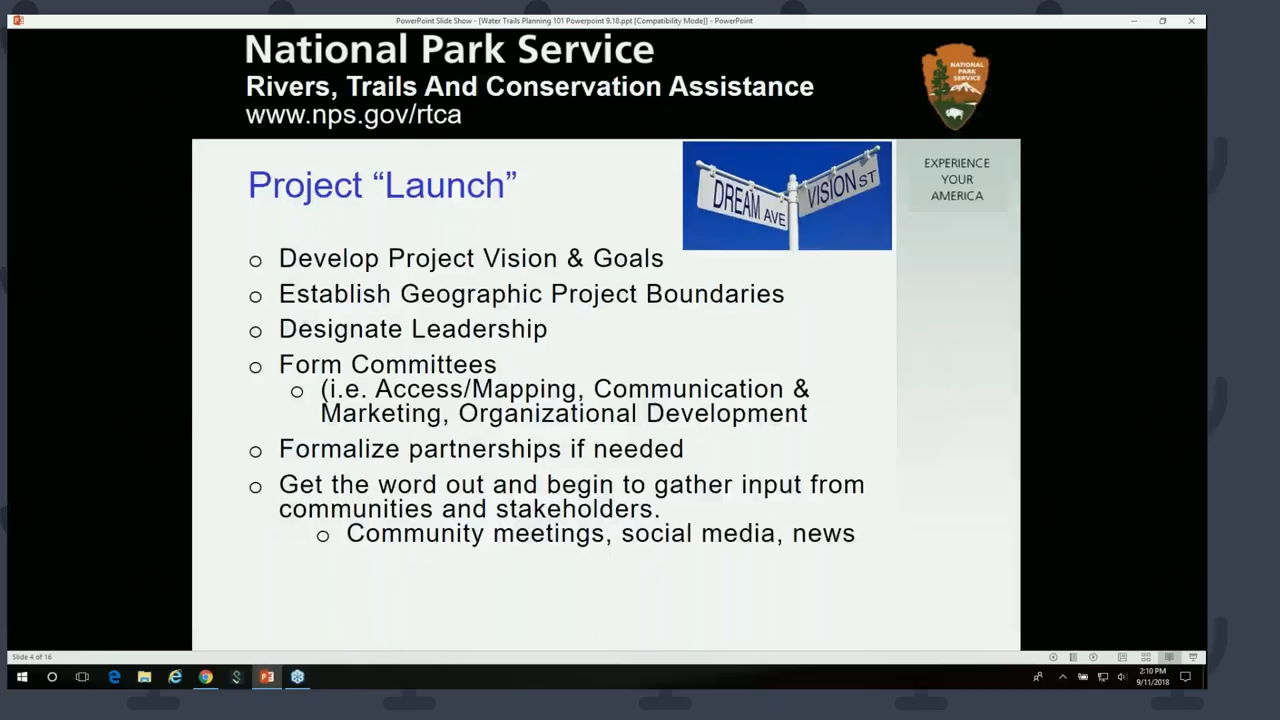 PowerPoint Slide Show - [Water Trails Planning 101 Powerpoint 9.18.ppt [Compatibility Mode]] - PowerPoint
National Park Service
Rivers, Trails And Conservation Assistance
www.nps.gov/rtca
NATIONAL
PARK
SERVICE
EXPERIENCE
YOUR
AMERICA
Project “Launch”
DREAM AVE
VISION ST
Develop Project Vision & Goals
Establish Geographic Project Boundaries
Designate Leadership
Form Committees
(i.e. Access/Mapping, Communication &
Marketing, Organizational Development
Formalize partnerships if needed
Get the word out and begin to gather input from
communities and stakeholders.
Community meetings, social media, news
Slide 4 of 16
2:10 PM
9/11/2018